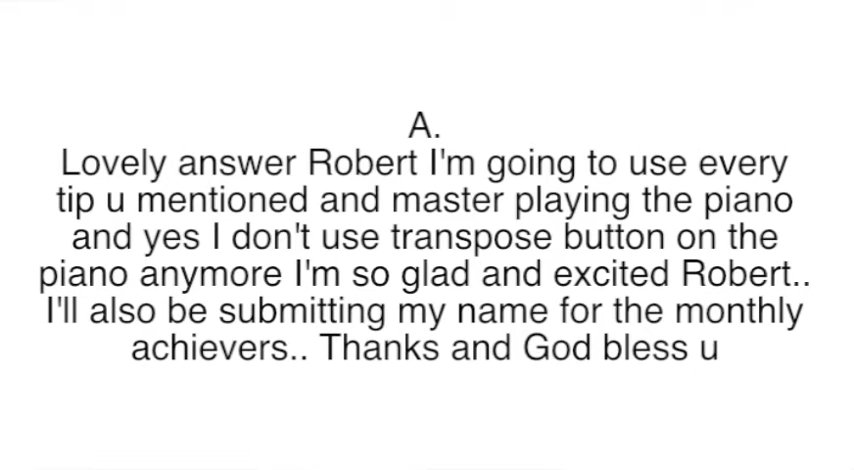 A.
Lovely answer Robert I'm going to use every
tip u mentioned and master playing the piano
and yes I don't use transpose button on the
piano anymore I'm so glad and excited Robert..
I'll also be submitting my name for the monthly
achievers.. Thanks and God bless u